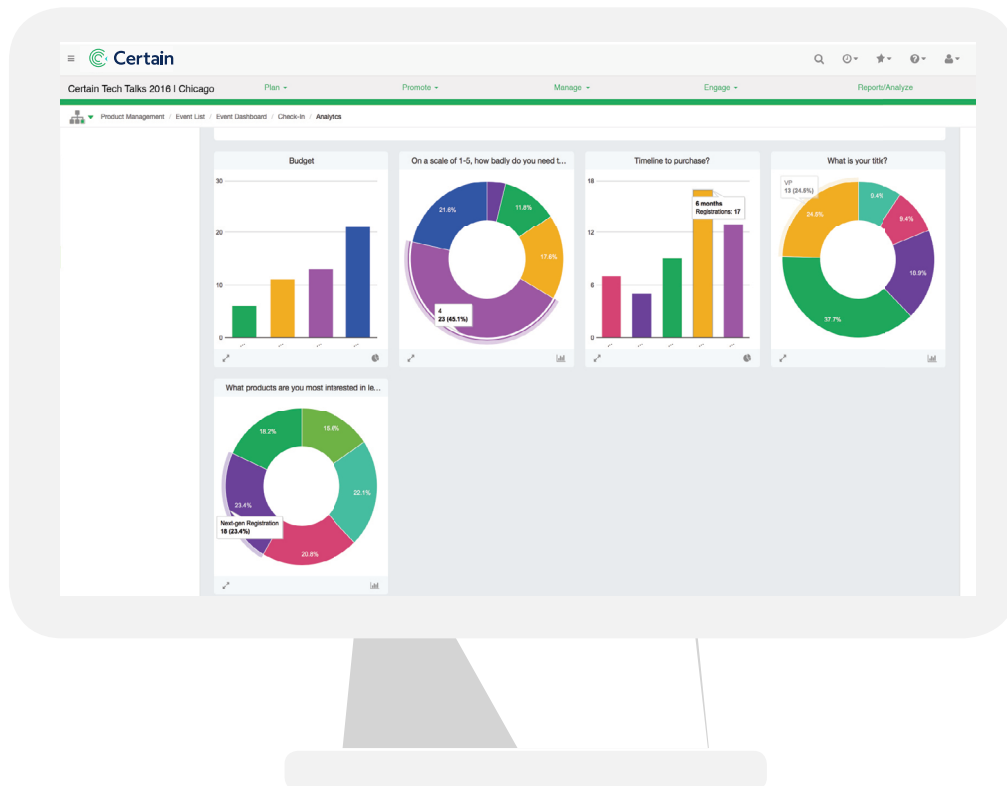 Certain
Certain Tech Talks 2016 | Chicago
Plan
Promote
Manage
Engage
Reports/Analyze
Product Management / Event List / Event Dashboard / Check-In / Analytics
Budget
30
20
10
0
On a scale of 1-5, how badly do you need t...
21.6%
11.8%
17.6%
4
23 (45.1%)
Timeline to purchase?
18
12
6
0
6 months
Registrations: 17
What is your title?
VP
13 (24.5%)
24.5%
9.4%
9.4%
18.9%
37.7%
What products are you most interested in le...
18.2%
15.6%
22.1%
23.4%
20.8%
Next-gen Registration
18 (23.4%)